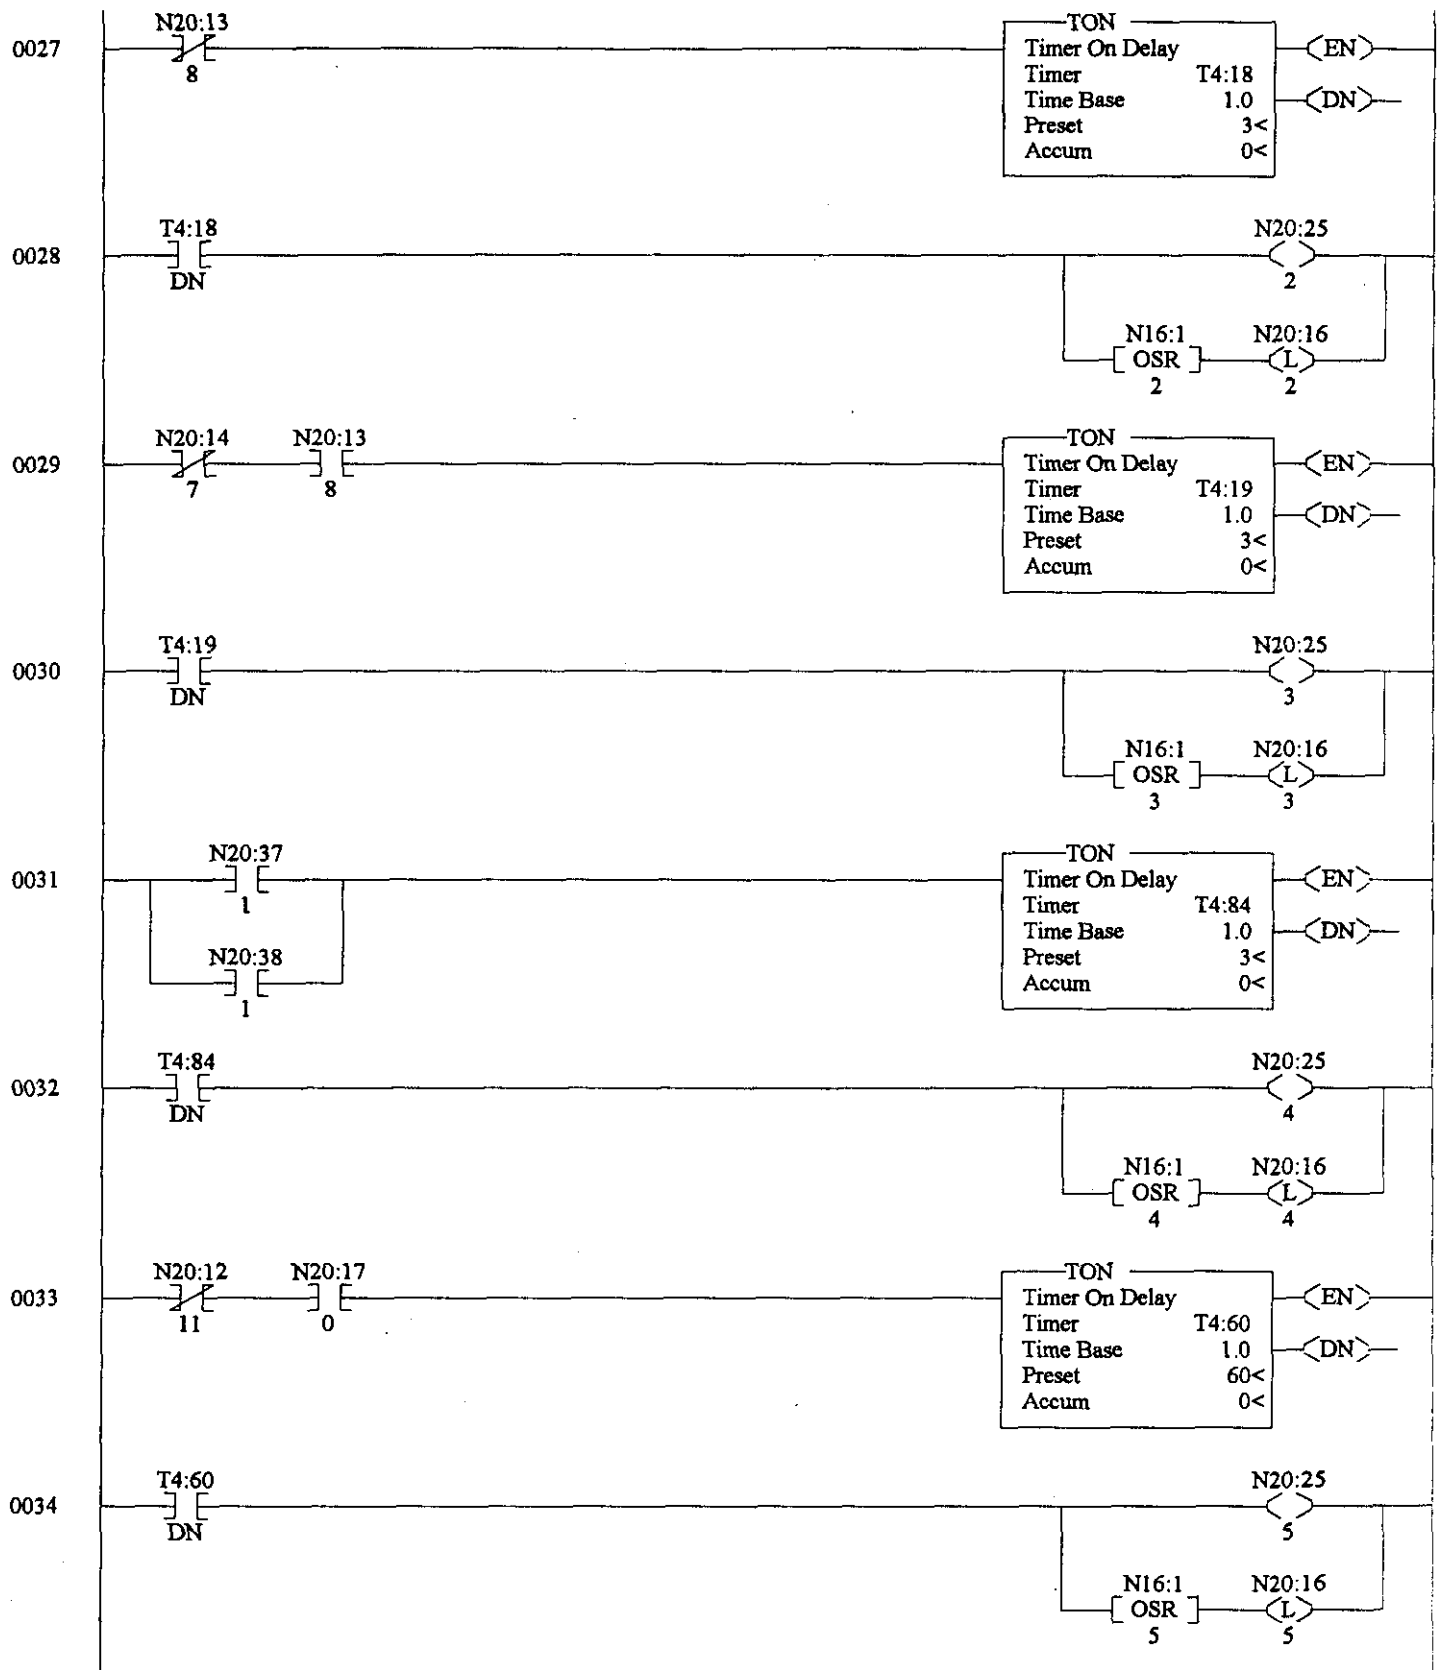 N20:13
0027
8
TON
Timer On Delay
Timer T4:18
Time Base 1.0
Preset 3<
Accum 0<
EN
DN
T4:18
0028
DN
N20:25
2
N16:1 N20:16
OSR L
2 2
N20:14 N20:13
0029
7 8
TON
Timer On Delay
Timer T4:19
Time Base 1.0
Preset 3<
Accum 0<
EN
DN
T4:19
0030
DN
N20:25
3
N16:1 N20:16
OSR L
3 3
N20:37
0031
1
N20:38
1
TON
Timer On Delay
Timer T4:84
Time Base 1.0
Preset 3<
Accum 0<
EN
DN
T4:84
0032
DN
N20:25
4
N16:1 N20:16
OSR L
4 4
N20:12 N20:17
0033
11 0
TON
Timer On Delay
Timer T4:60
Time Base 1.0
Preset 60<
Accum 0<
EN
DN
T4:60
0034
DN
N20:25
5
N16:1 N20:16
OSR L
5 5